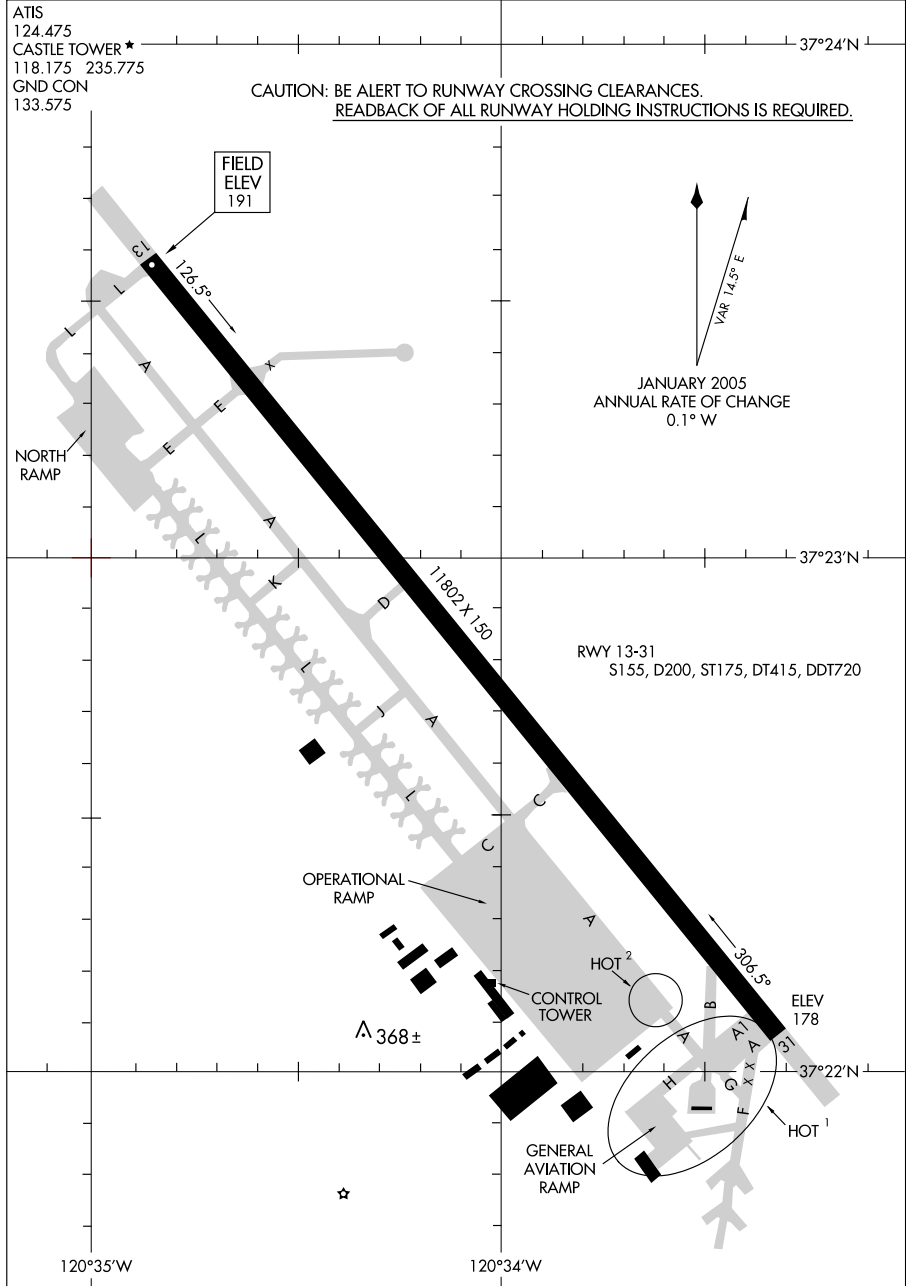 ATIS
124.475
CASTLE TOWER
118.175 235.775
GND CON
133.575
37°24'N
CAUTION: BE ALERT TO RUNWAY CROSSING CLEARANCES.
READBACK OF ALL RUNWAY HOLDING INSTRUCTIONS IS REQUIRED.
FIELD
ELEV
191
13
126.5°
VAR 14.5° E
JANUARY 2005
ANNUAL RATE OF CHANGE
0.1° W
L
L
A
X
E
E
NORTH
RAMP
A
L
K
37°23'N
D
11802 X 150
RWY 13-31
S155, D200, ST175, DT415, DDT720
L
J
A
L
C
C
OPERATIONAL
RAMP
A
HOT 2
306.5°
B
ELEV
178
CONTROL
TOWER
368 ±
A
A1
A
31
37°22'N
H
G
X X
X X
F
HOT 1
GENERAL
AVIATION
RAMP
120°35'W
120°34'W